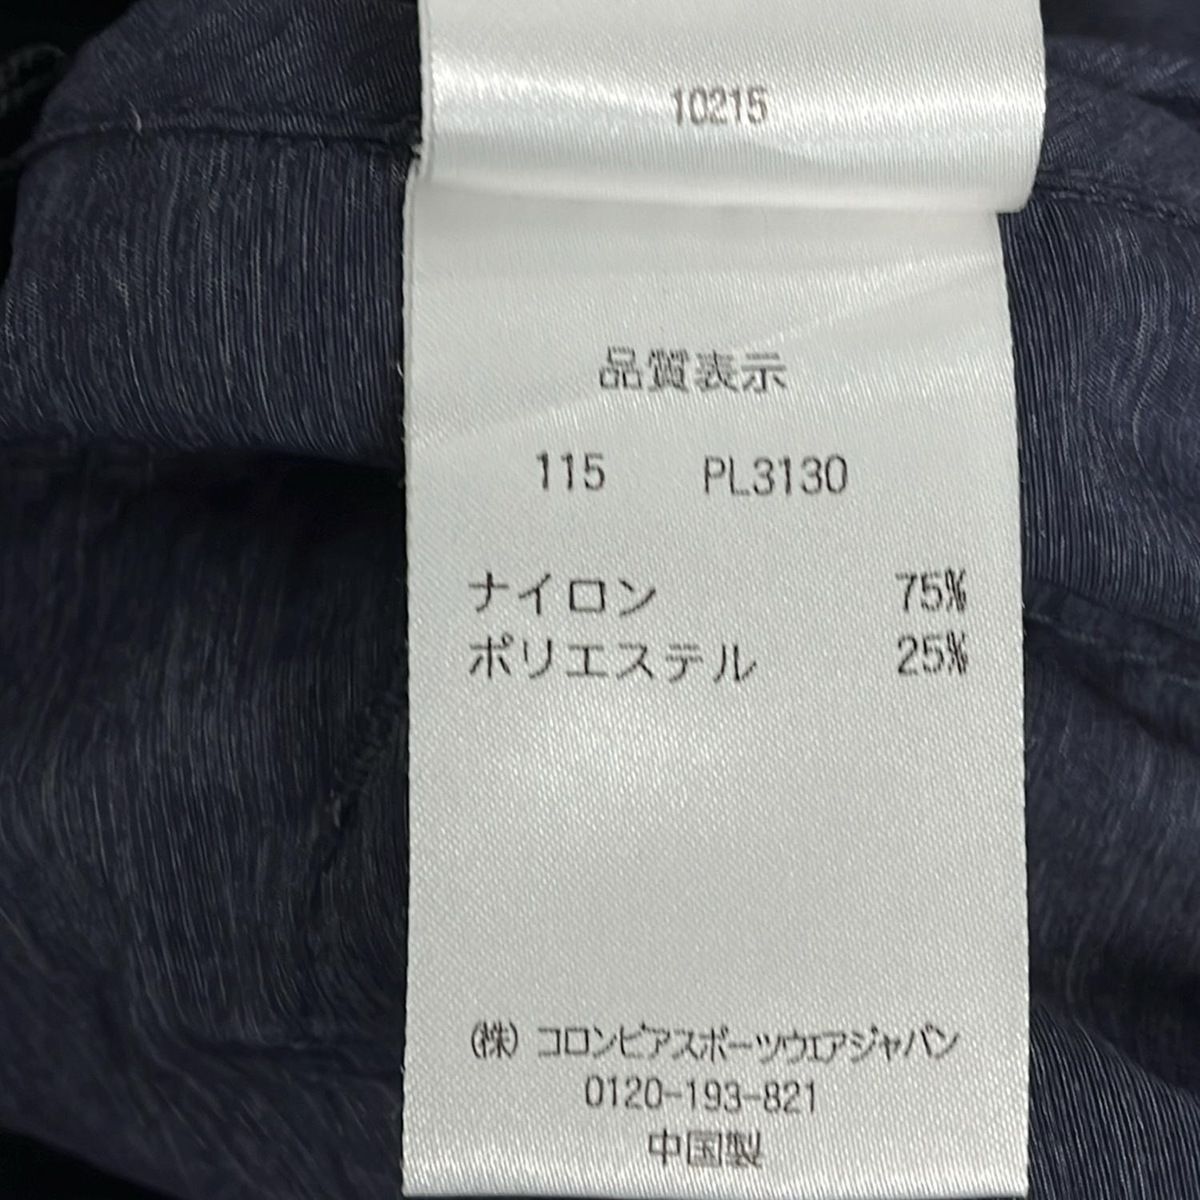 10215
品質表示
115 PL3130
ナイロン 75%
ポリエステル 25%
(株) コロンビアスポーツウェアジャパン
0120-193-821
中国製